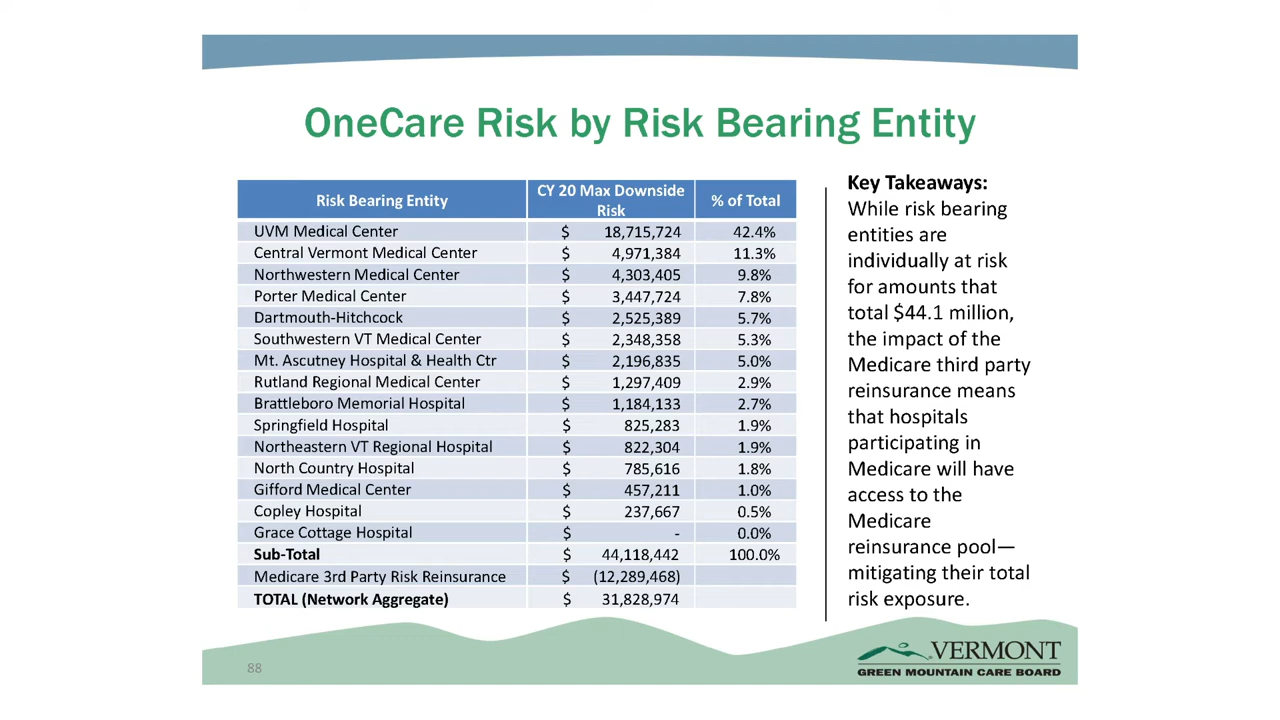 OneCare Risk by Risk Bearing Entity
Risk Bearing Entity CY 20 Max Downside Risk % of Total
UVM Medical Center $ 18,715,724 42.4%
Central Vermont Medical Center $ 4,971,384 11.3%
Northwestern Medical Center $ 4,303,405 9.8%
Porter Medical Center $ 3,447,724 7.8%
Dartmouth-Hitchcock $ 2,525,389 5.7%
Southwestern VT Medical Center $ 2,348,358 5.3%
Mt. Ascutney Hospital & Health Ctr $ 2,196,835 5.0%
Rutland Regional Medical Center $ 1,297,409 2.9%
Brattleboro Memorial Hospital $ 1,184,133 2.7%
Springfield Hospital $ 825,283 1.9%
Northeastern VT Regional Hospital $ 822,304 1.9%
North Country Hospital $ 785,616 1.8%
Gifford Medical Center $ 457,211 1.0%
Copley Hospital $ 237,667 0.5%
Grace Cottage Hospital $ - 0.0%
Sub-Total $ 44,118,442 100.0%
Medicare 3rd Party Risk Reinsurance $ (12,289,468)
TOTAL (Network Aggregate) $ 31,828,974
Key Takeaways:
While risk bearing
entities are
individually at risk
for amounts that
total $44.1 million,
the impact of the
Medicare third party
reinsurance means
that hospitals
participating in
Medicare will have
access to the
Medicare
reinsurance pool—
mitigating their total
risk exposure.
88
VERMONT
GREEN MOUNTAIN CARE BOARD